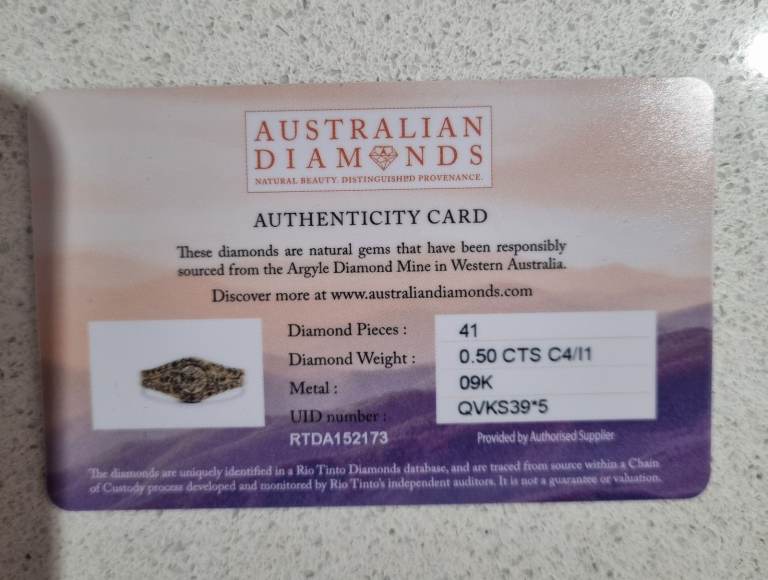 AUSTRALIAN
DIAMONDS
NATURAL BEAUTY. DISTINGUISHED PROVENANCE.
AUTHENTICITY CARD
These diamonds are natural gems that have been responsibly
sourced from the Argyle Diamond Mine in Western Australia.
Discover more at www.australiandiamonds.com
Diamond Pieces : 41
Diamond Weight : 0.50 CTS C4/I1
Metal : 09K
UID number : QVKS39*5
RTDA152173 Provided by Authorised Supplier
The diamonds are uniquely identified in a Rio Tinto Diamonds database, and are traced from source within a Chain
of Custody process developed and monitored by Rio Tinto's independent auditors. It is not a guarantee or valuation.